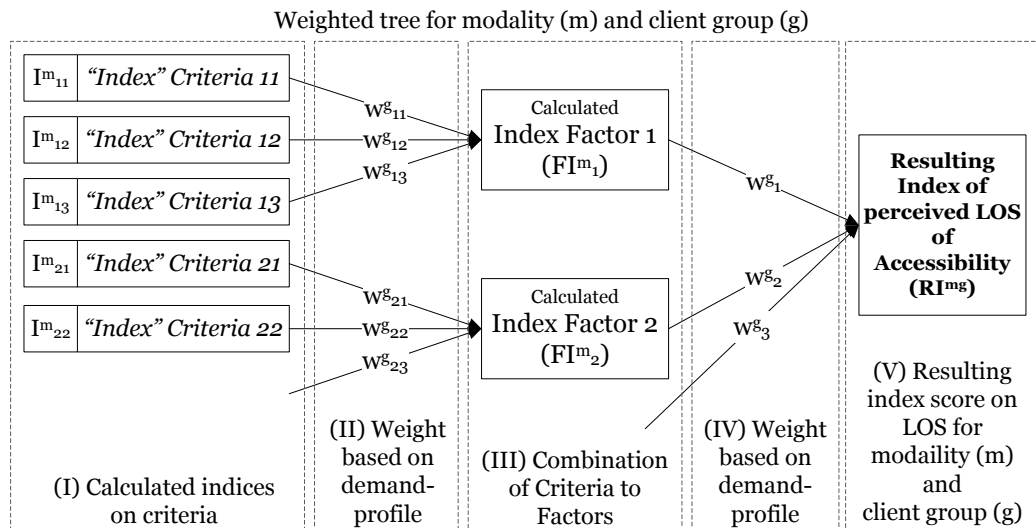 Weighted tree for modality (m) and client group (g)
Iᵐ₁₁ “Index” Criteria 11
Iᵐ₁₂ “Index” Criteria 12
Iᵐ₁₃ “Index” Criteria 13
Iᵐ₂₁ “Index” Criteria 21
Iᵐ₂₂ “Index” Criteria 22
(I) Calculated indices
on criteria
wᵍ₁₁
wᵍ₁₂
wᵍ₁₃
wᵍ₂₁
wᵍ₂₂
wᵍ₂₃
(II) Weight
based on
demand-
profile
Calculated
Index Factor 1
(FIᵐ₁)
Calculated
Index Factor 2
(FIᵐ₂)
(III) Combination
of Criteria to
Factors
wᵍ₁
wᵍ₂
wᵍ₃
(IV) Weight
based on
demand-
profile
Resulting
Index of
perceived LOS
of
Accessibility
(RIᵐᵍ)
(V) Resulting
index score on
LOS for
modaility (m)
and
client group (g)